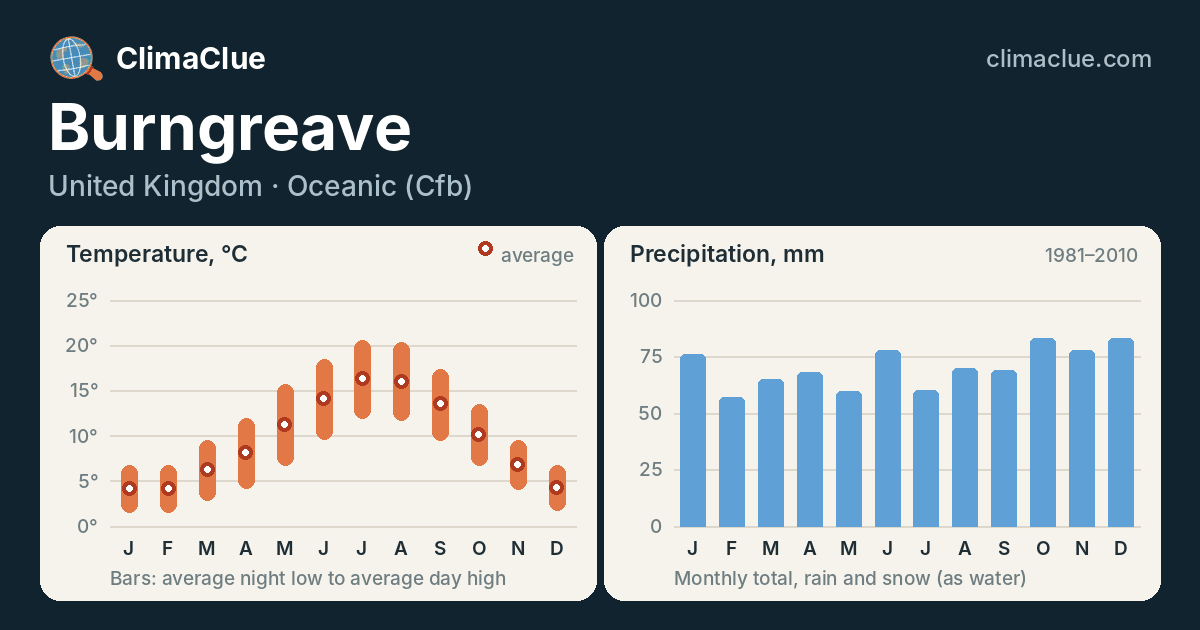 ClimaClue
climaclue.com
Burngreave
United Kingdom · Oceanic (Cfb)
Temperature, °C
average
25°
20°
15°
10°
5°
0°
J F M A M J J A S O N D
Bars: average night low to average day high
Precipitation, mm
1981–2010
100
75
50
25
0
J F M A M J J A S O N D
Monthly total, rain and snow (as water)